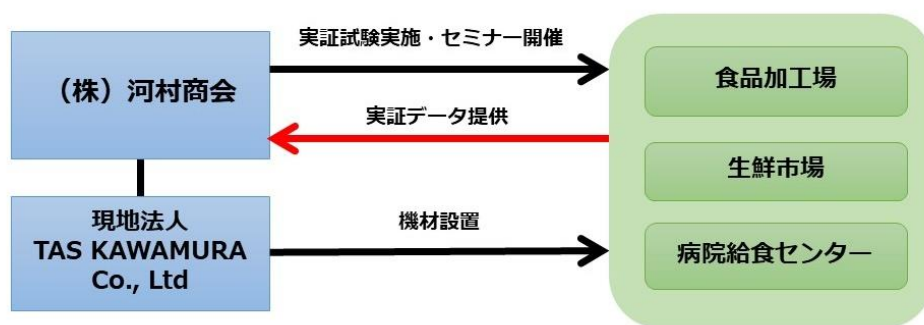 実証試験実施・セミナー開催
（株）河村商会
食品加工場
実証データ提供
生鮮市場
現地法人
TAS KAWAMURA
Co., Ltd
機材設置
病院給食センター